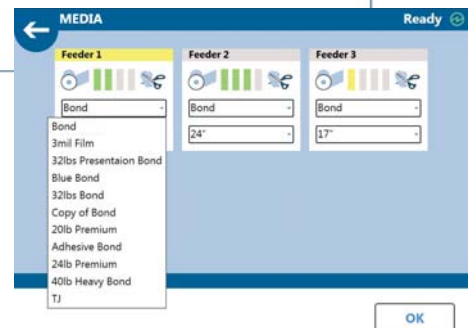 MEDIA
Ready
Feeder 1
Feeder 2
Feeder 3
Bond
Bond
Bond
24"
17"
Bond
3mil Film
32lbs Presentaion Bond
Blue Bond
32lbs Bond
Copy of Bond
20lb Premium
Adhesive Bond
24lb Premium
40lb Heavy Bond
TJ
OK